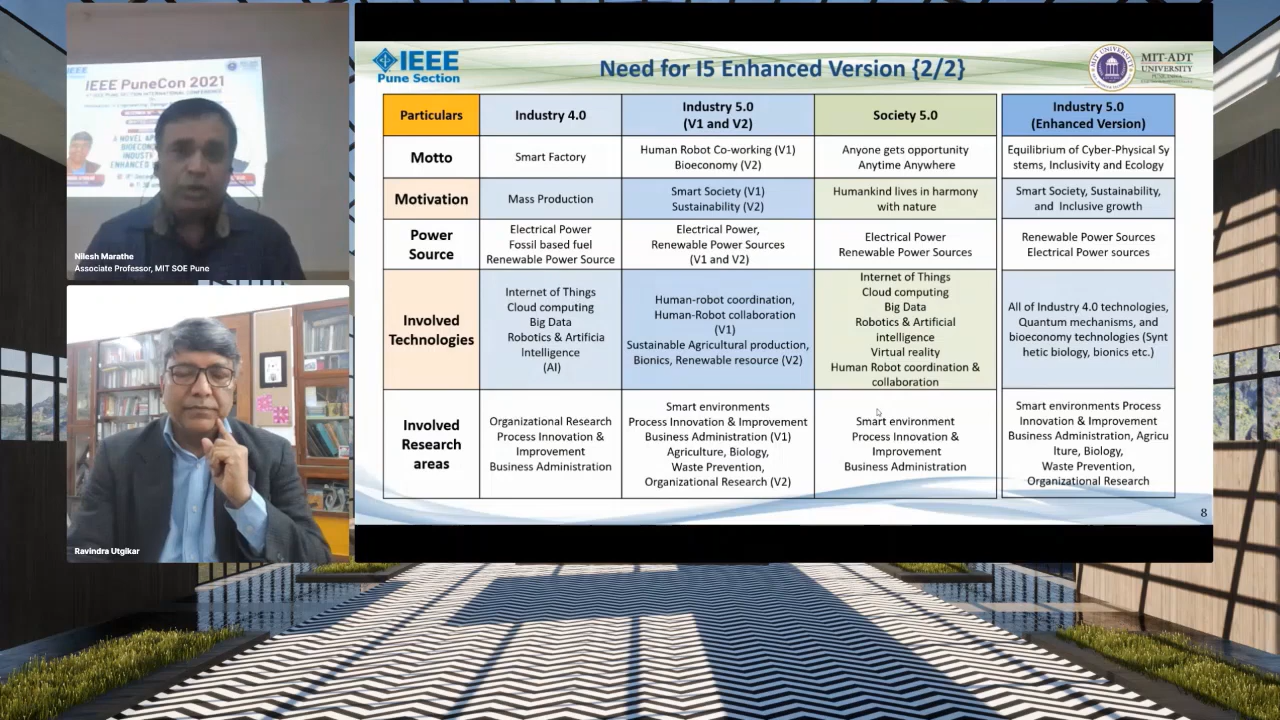 IEEE PuneCon 2021
Nilesh Marathe
Associate Professor, MIT SOE Pune
Ravindra Utgikar
IEEE
Pune Section
Need for I5 Enhanced Version {2/2}
MIT-ADT
UNIVERSITY
Particulars
Industry 4.0
Industry 5.0
(V1 and V2)
Society 5.0
Industry 5.0
(Enhanced Version)
Motto
Smart Factory
Human Robot Co-working (V1)
Bioeconomy (V2)
Anyone gets opportunity
Anytime Anywhere
Equilibrium of Cyber-Physical Sy
stems, Inclusivity and Ecology
Motivation
Mass Production
Smart Society (V1)
Sustainability (V2)
Humankind lives in harmony
with nature
Smart Society, Sustainability,
and Inclusive growth
Power
Source
Electrical Power
Fossil based fuel
Renewable Power Source
Electrical Power,
Renewable Power Sources
(V1 and V2)
Electrical Power
Renewable Power Sources
Renewable Power Sources
Electrical Power sources
Involved
Technologies
Internet of Things
Cloud computing
Big Data
Robotics & Artificia
Intelligence
(AI)
Human-robot coordination,
Human-Robot collaboration
(V1)
Sustainable Agricultural production,
Bionics, Renewable resource (V2)
Internet of Things
Cloud computing
Big Data
Robotics & Artificial
intelligence
Virtual reality
Human Robot coordination &
collaboration
All of Industry 4.0 technologies,
Quantum mechanisms, and
bioeconomy technologies (Synt
hetic biology, bionics etc.)
Involved
Research
areas
Organizational Research
Process Innovation &
Improvement
Business Administration
Smart environments
Process Innovation & Improvement
Business Administration (V1)
Agriculture, Biology,
Waste Prevention,
Organizational Research (V2)
Smart environment
Process Innovation &
Improvement
Business Administration
Smart environments Process
Innovation & Improvement
Business Administration, Agricu
lture, Biology,
Waste Prevention,
Organizational Research
8